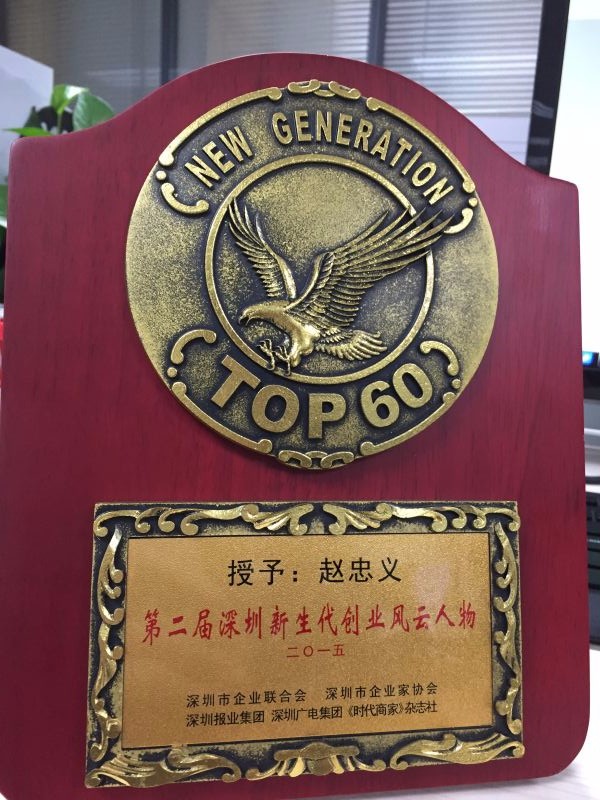 NEW GENERATION
TOP 60
授予：赵忠义
第二届深圳新生代创业风云人物
二〇一五
深圳市企业联合会 深圳市企业家协会
深圳报业集团 深圳广电集团《时代商家》杂志社